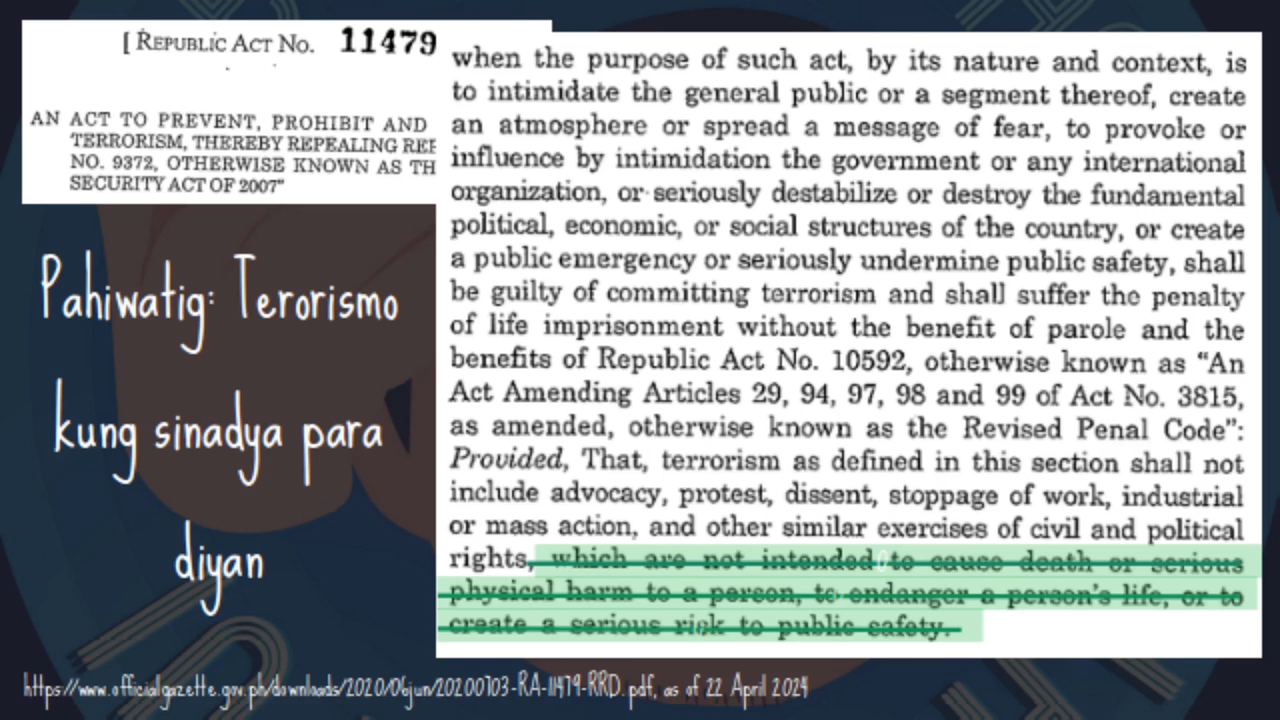 [ REPUBLIC ACT NO. 11479
AN ACT TO PREVENT, PROHIBIT AND
TERRORISM, THEREBY REPEALING REP
NO. 9372, OTHERWISE KNOWN AS TH
SECURITY ACT OF 2007"
Pahiwatig: Terorismo
kung sinadya para
diyan
when the purpose of such act, by its nature and context, is
to intimidate the general public or a segment thereof, create
an atmosphere or spread a message of fear, to provoke or
influence by intimidation the government or any international
organization, or seriously destabilize or destroy the fundamental
political, economic, or social structures of the country, or create
a public emergency or seriously undermine public safety, shall
be guilty of committing terrorism and shall suffer the penalty
of life imprisonment without the benefit of parole and the
benefits of Republic Act No. 10592, otherwise known as “An
Act Amending Articles 29, 94, 97, 98 and 99 of Act No. 3815,
as amended, otherwise known as the Revised Penal Code”:
Provided, That, terrorism as defined in this section shall not
include advocacy, protest, dissent, stoppage of work, industrial
or mass action, and other similar exercises of civil and political
rights, which are not intended to cause death or serious
physical harm to a person, to endanger a person’s life, or to
create a serious risk to public safety.
https://www.officialgazette.gov.ph/downloads/2020/06jun/20200703-RA-11479-RRD.pdf, as of 22 April 2024